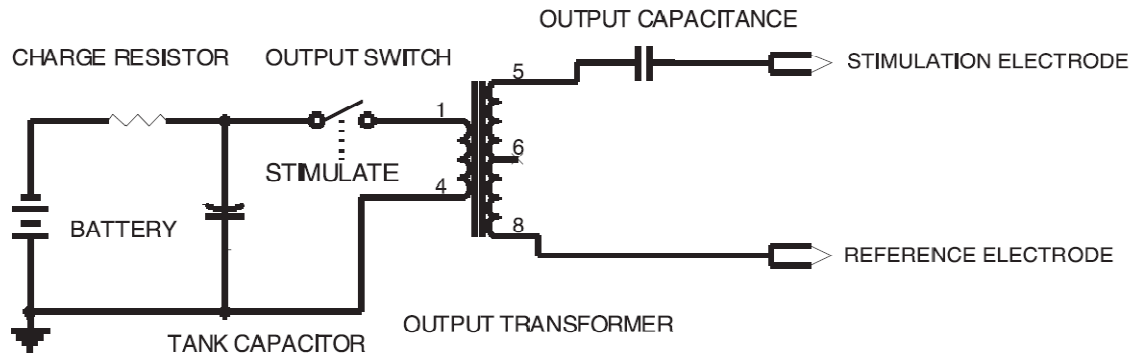 OUTPUT CAPACITANCE
CHARGE RESISTOR
OUTPUT SWITCH
5
STIMULATION ELECTRODE
1
6
STIMULATE
4
BATTERY
8
REFERENCE ELECTRODE
OUTPUT TRANSFORMER
TANK CAPACITOR